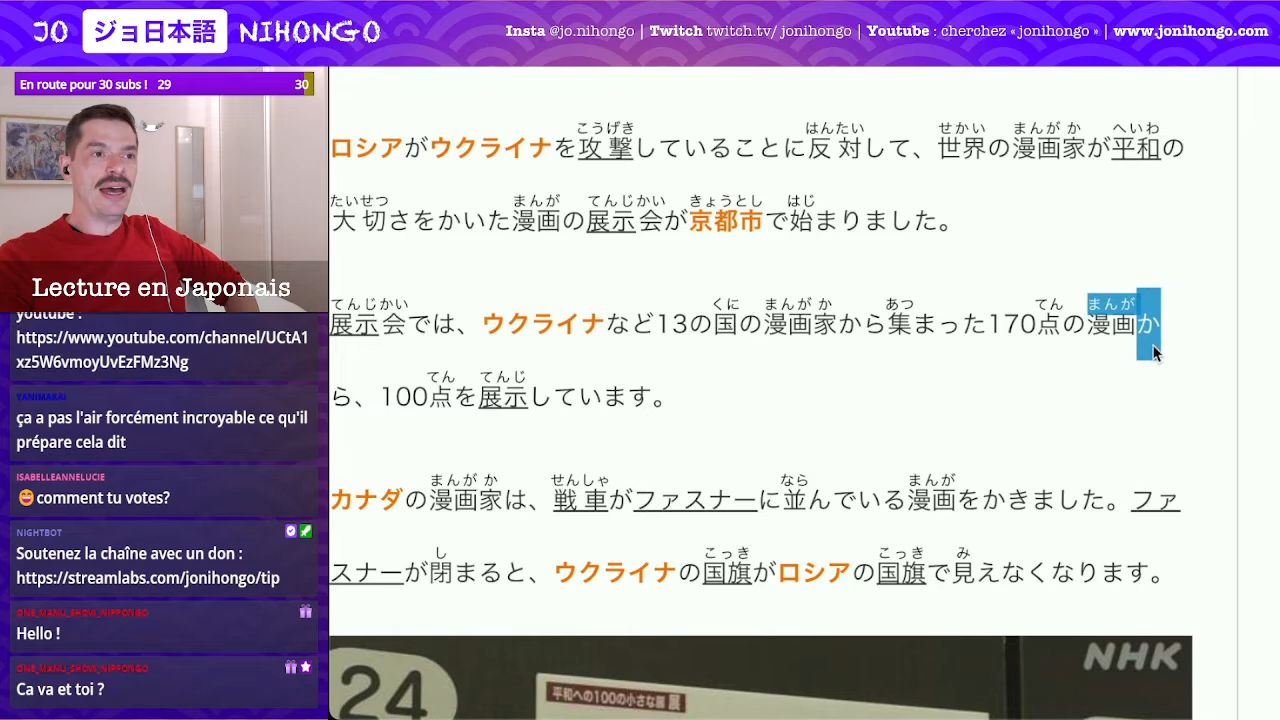 JO ジョ日本語 NIHONGO
Insta @jo.nihongo | Twitch twitch.tv/ jonihongo | Youtube : cherchez « jonihongo » | www.jonihongo.com
En route pour 30 subs ! 29 30
Lecture en Japonais
youtube :
https://www.youtube.com/channel/UCtA1
xz5W6vmoyUvEzFMz3Ng
YANIMAKAI
ça a pas l'air forcément incroyable ce qu'il
prépare cela dit
ISABELLEANNELUCIE
comment tu votes?
NIGHTBOT
Soutenez la chaîne avec un don :
https://streamlabs.com/jonihongo/tip
ONE_MANU_SHOW_NIPPONGO
Hello !
ONE_MANU_SHOW_NIPPONGO
Ca va et toi ?
こうげき はんたい せかい まんが か へいわ
ロシアがウクライナを攻撃していることに反対して、世界の漫画家が平和の
たいせつ まんが てんじかい きょうとし はじ
大切さをかいた漫画の展示会が京都市で始まりました。
てんじかい くに まんが か あつ てん まんが
展示会では、ウクライナなど13の国の漫画家から集まった170点の漫画か
てん てんじ
ら、100点を展示しています。
まんが か せんしゃ なら まんが
カナダの漫画家は、戦車がファスナーに並んでいる漫画をかきました。ファ
し こっき こっき み
スナーが閉まると、ウクライナの国旗がロシアの国旗で見えなくなります。
NHK
24
平和への100の小さな展 展